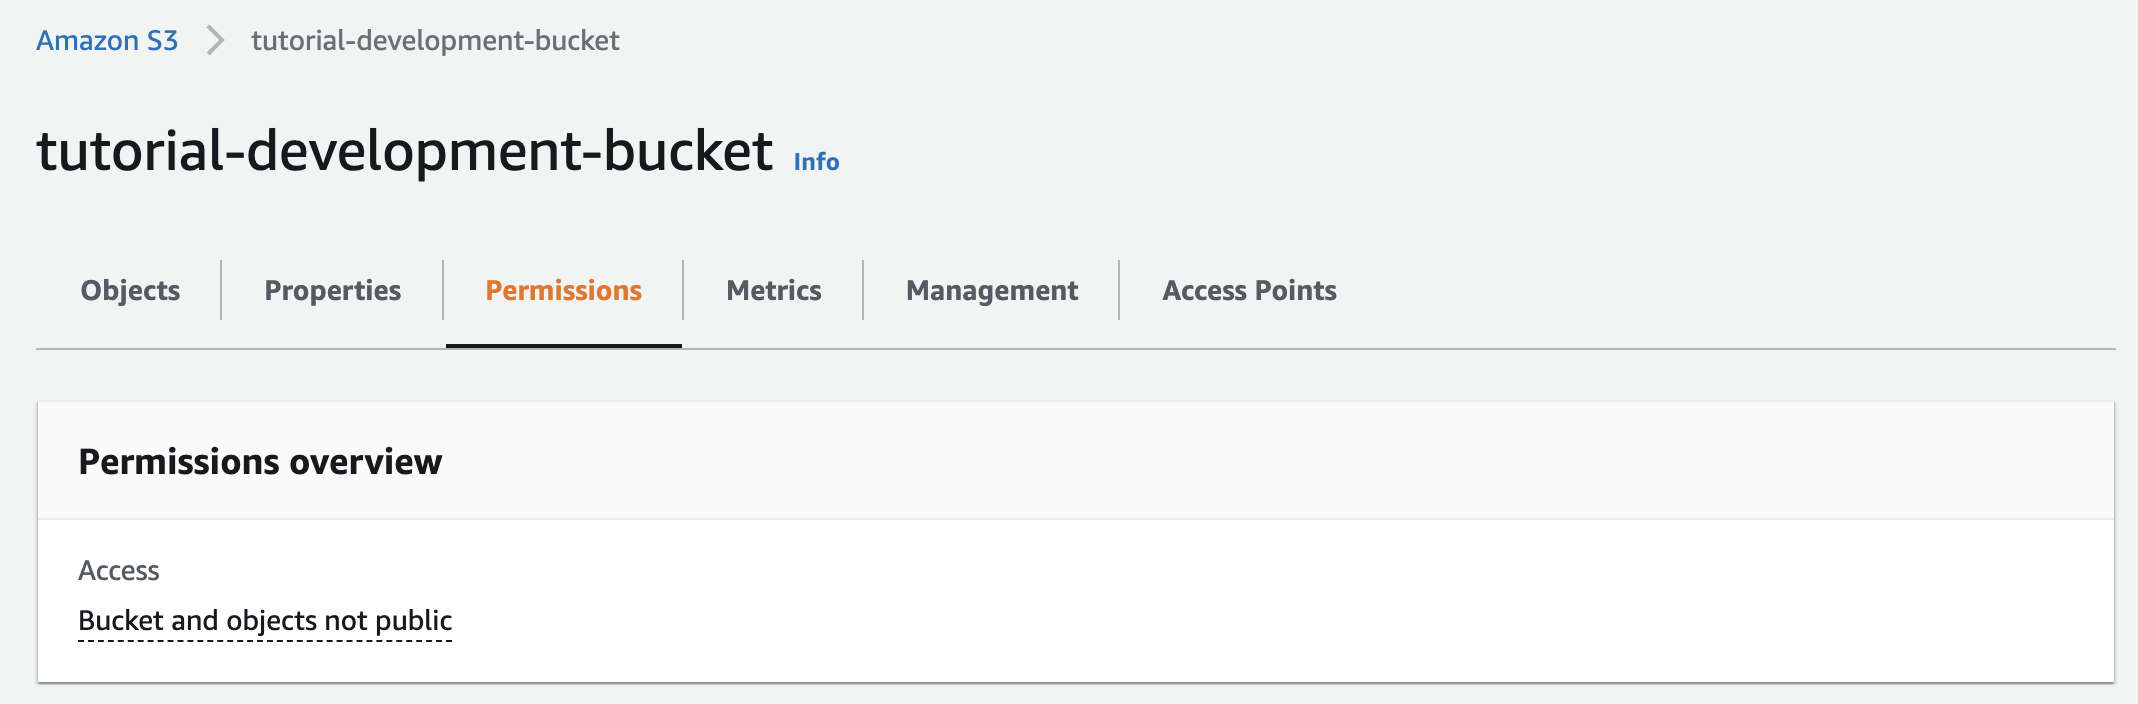 Amazon S3 > tutorial-development-bucket
tutorial-development-bucket Info
Objects Properties Permissions Metrics Management Access Points
Permissions overview
Access
Bucket and objects not public